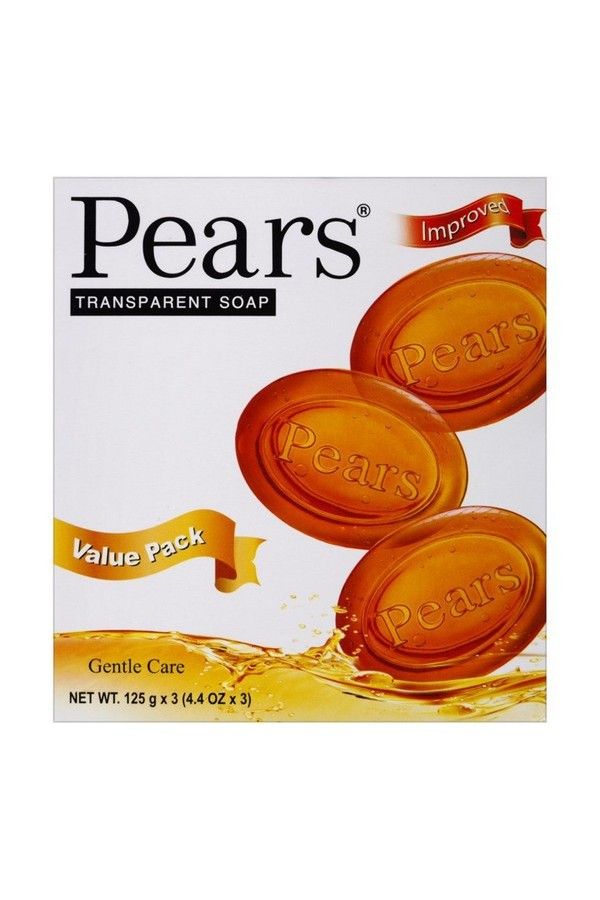 Pears®
Improved
TRANSPARENT SOAP
Pears
Pears
Value Pack
Pears
Gentle Care
NET WT. 125 g x 3 (4.4 OZ x 3)